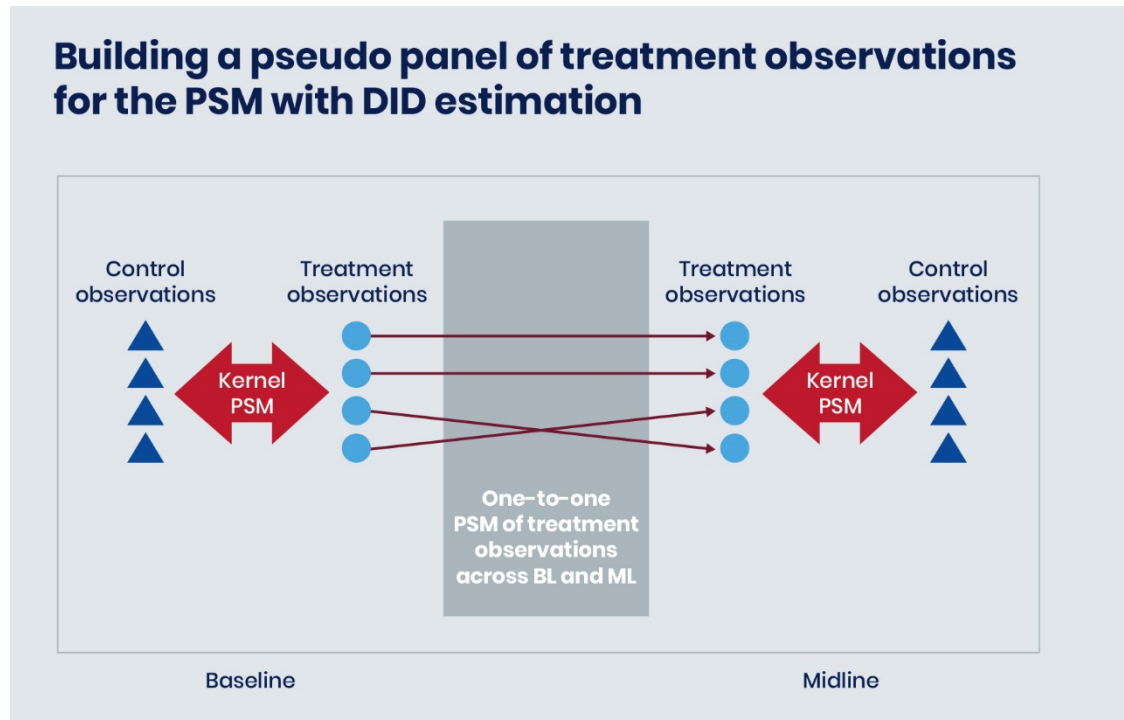 Building a pseudo panel of treatment observations
for the PSM with DID estimation
Control
observations
Treatment
observations
Treatment
observations
Control
observations
Kernel
PSM
Kernel
PSM
One-to-one
PSM of treatment
observations
across BL and ML
Baseline
Midline